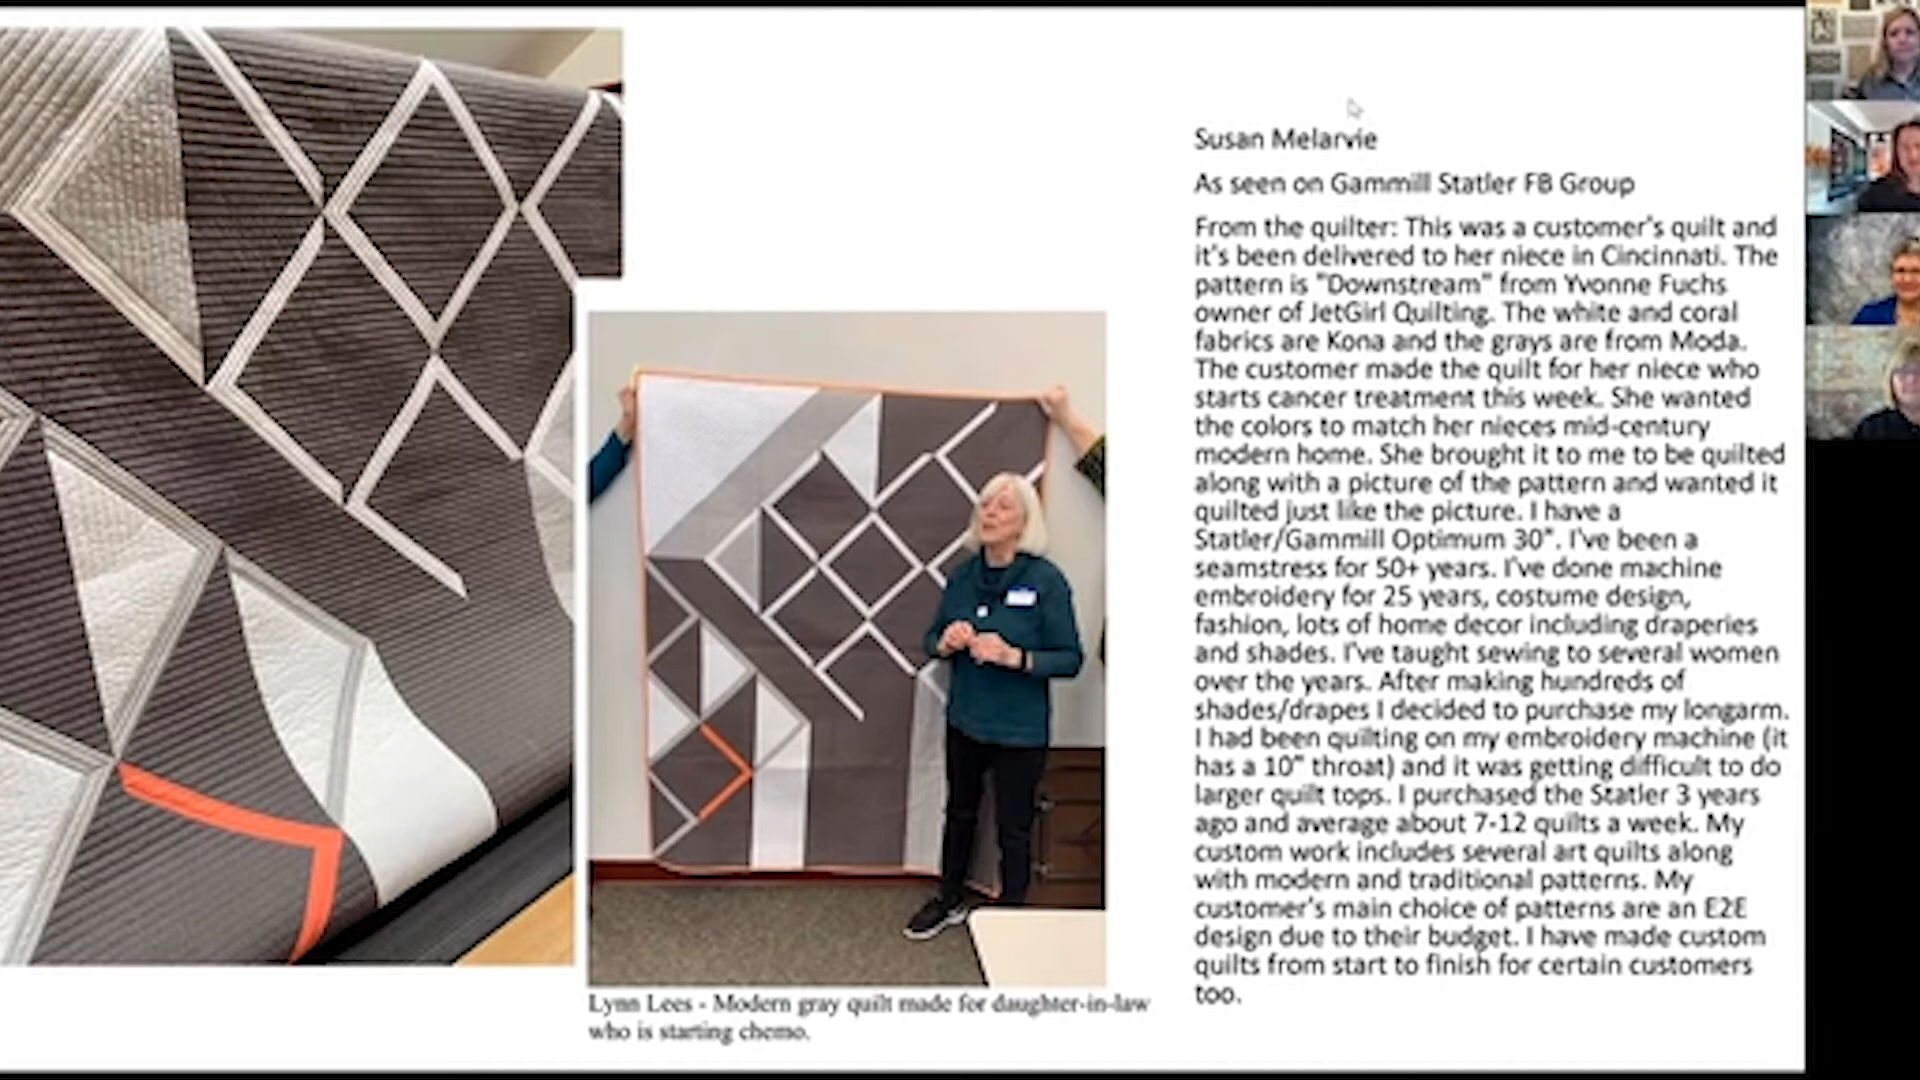 Susan Melarvie
As seen on Gammill Statler FB Group
From the quilter: This was a customer's quilt and
it's been delivered to her niece in Cincinnati. The
pattern is "Downstream" from Yvonne Fuchs
owner of JetGirl Quilting. The white and coral
fabrics are Kona and the grays are from Moda.
The customer made the quilt for her niece who
starts cancer treatment this week. She wanted
the colors to match her nieces mid-century
modern home. She brought it to me to be quilted
along with a picture of the pattern and wanted it
quilted just like the picture. I have a
Statler/Gammill Optimum 30". I've been a
seamstress for 50+ years. I've done machine
embroidery for 25 years, costume design,
fashion, lots of home decor including draperies
and shades. I've taught sewing to several women
over the years. After making hundreds of
shades/drapes I decided to purchase my longarm.
I had been quilting on my embroidery machine (it
has a 10" throat) and it was getting difficult to do
larger quilt tops. I purchased the Statler 3 years
ago and average about 7-12 quilts a week. My
custom work includes several art quilts along
with modern and traditional patterns. My
customer's main choice of patterns are an E2E
design due to their budget. I have made custom
quilts from start to finish for certain customers
too.
Lynn Lees - Modern gray quilt made for daughter-in-law
who is starting chemo.